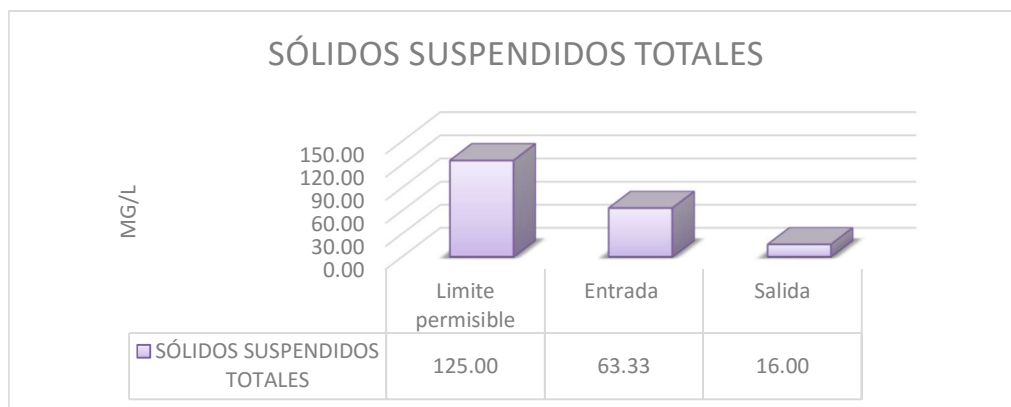 SÓLIDOS SUSPENDIDOS TOTALES
MG/L
150.00
120.00
90.00
60.00
30.00
0.00
Limite
permisible
Entrada
Salida
SÓLIDOS SUSPENDIDOS
TOTALES
125.00
63.33
16.00